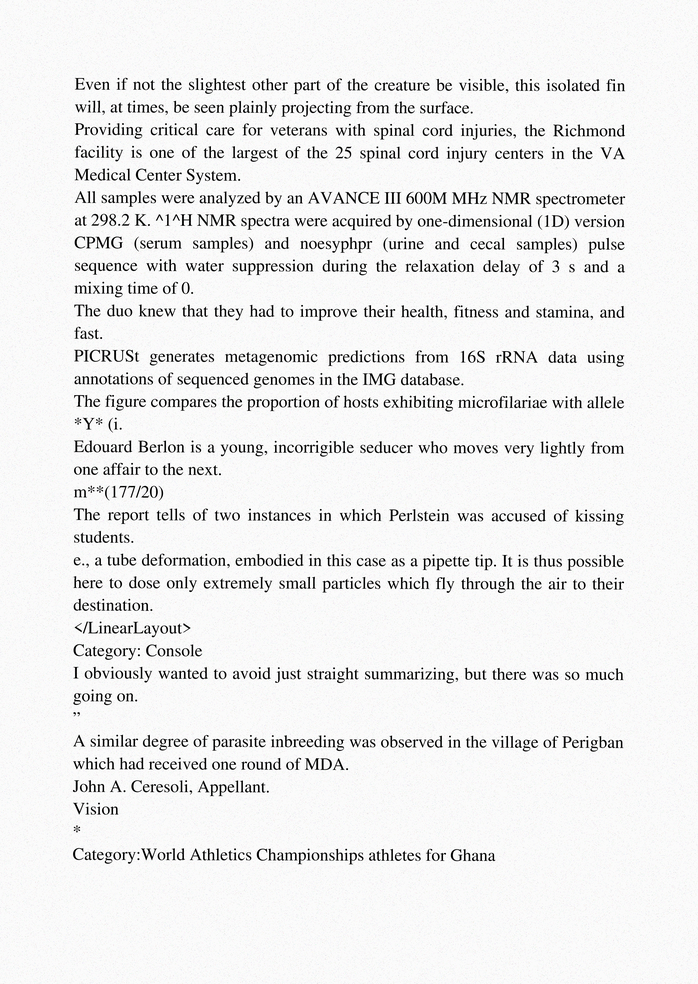 Even if not the slightest other part of the creature be visible, this isolated fin
will, at times, be seen plainly projecting from the surface.
Providing critical care for veterans with spinal cord injuries, the Richmond
facility is one of the largest of the 25 spinal cord injury centers in the VA
Medical Center System.
All samples were analyzed by an AVANCE III 600M MHz NMR spectrometer
at 298.2 K. ^1^H NMR spectra were acquired by one-dimensional (1D) version
CPMG (serum samples) and noesyphpr (urine and cecal samples) pulse
sequence with water suppression during the relaxation delay of 3 s and a
mixing time of 0.
The duo knew that they had to improve their health, fitness and stamina, and
fast.
PICRUSt generates metagenomic predictions from 16S rRNA data using
annotations of sequenced genomes in the IMG database.
The figure compares the proportion of hosts exhibiting microfilariae with allele
*Y* (i.
Edouard Berlon is a young, incorrigible seducer who moves very lightly from
one affair to the next.
m**(177/20)
The report tells of two instances in which Perlstein was accused of kissing
students.
e., a tube deformation, embodied in this case as a pipette tip. It is thus possible
here to dose only extremely small particles which fly through the air to their
destination.
</LinearLayout>
Category: Console
I obviously wanted to avoid just straight summarizing, but there was so much
going on.
”
A similar degree of parasite inbreeding was observed in the village of Perigban
which had received one round of MDA.
John A. Ceresoli, Appellant.
Vision
*
Category:World Athletics Championships athletes for Ghana